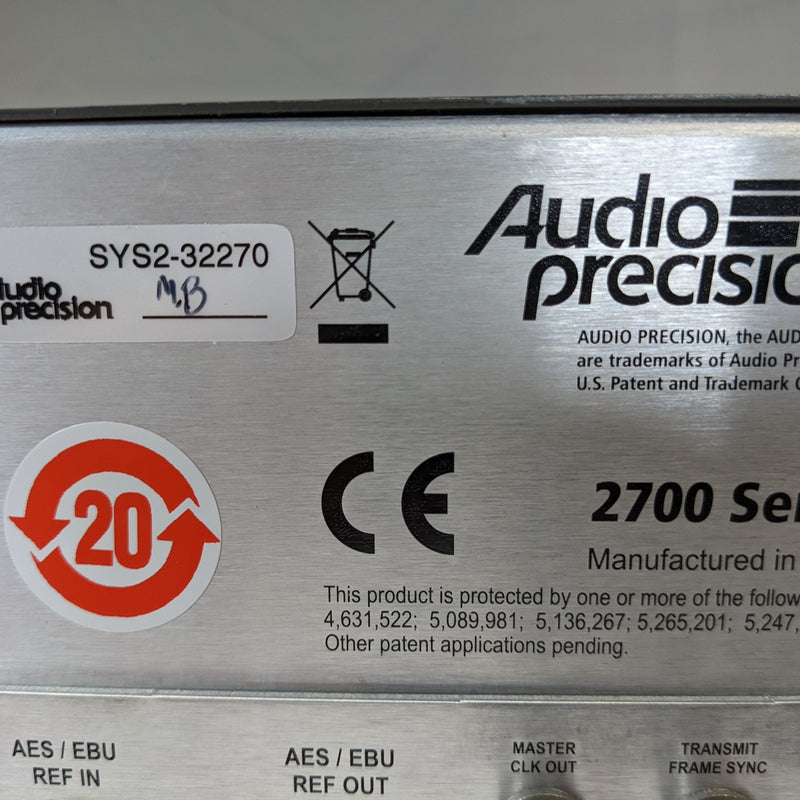 SYS2-32270
audio
precision
MB
Audio
precision
AUDIO PRECISION, the AUD
are trademarks of Audio Pr
U.S. Patent and Trademark
20
CE
2700 Se
Manufactured in
This product is protected by one or more of the follow
4,631,522; 5,089,981; 5,136,267; 5,265,201; 5,247,
Other patent applications pending.
AES / EBU
REF IN
AES / EBU
REF OUT
MASTER
CLK OUT
TRANSMIT
FRAME SYNC